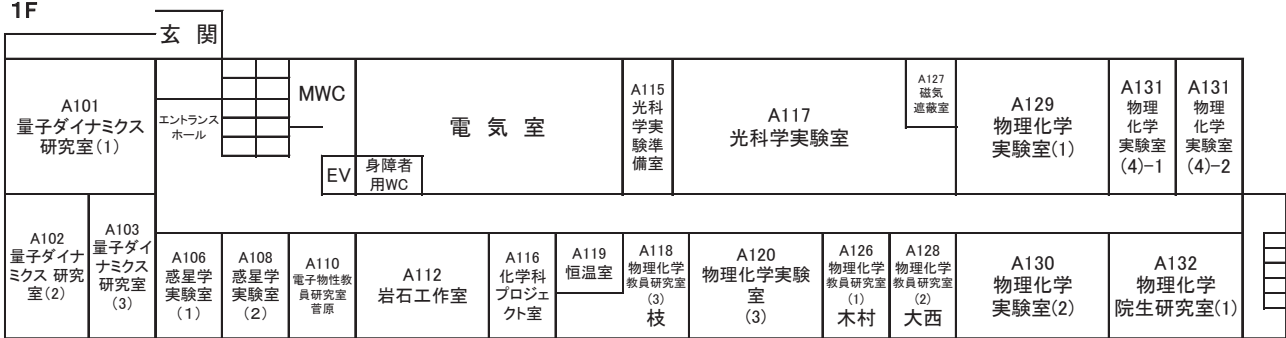 1F
玄 関
A101
量子ダイナミクス
研究室(1)
エントランス
ホール
MWC
EV
身障者
用WC
電 気 室
A115
光科
学実
験準
備室
A117
光科学実験室
A127
磁気
遮蔽室
A129
物理化学
実験室(1)
A131
物理
化学
実験室
(4)-1
A131
物理
化学
実験室
(4)-2
A102
量子ダイナ
ミクス 研究
室(2)
A103
量子ダイ
ナミクス
研究室
(3)
A106
惑星学
実験室
(1)
A108
惑星学
実験室
(2)
A110
電子物性教
員研究室
菅原
A112
岩石工作室
A116
化学科
プロジェ
クト室
A119
恒温室
A118
物理化学
教員研究室
(3)
枝
A120
物理化学実験
室
(3)
A126
物理化学
教員研究室
(1)
木村
A128
物理化学
教員研究室
(2)
大西
A130
物理化学
実験室(2)
A132
物理化学
院生研究室(1)